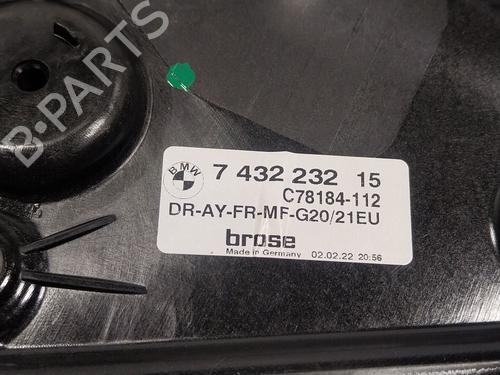 B-PARTS
BMW
7 432 232 15
C78184-112
DR-AY-FR-MF-G20/21EU
brose
Made in Germany 02.02.22 20:56